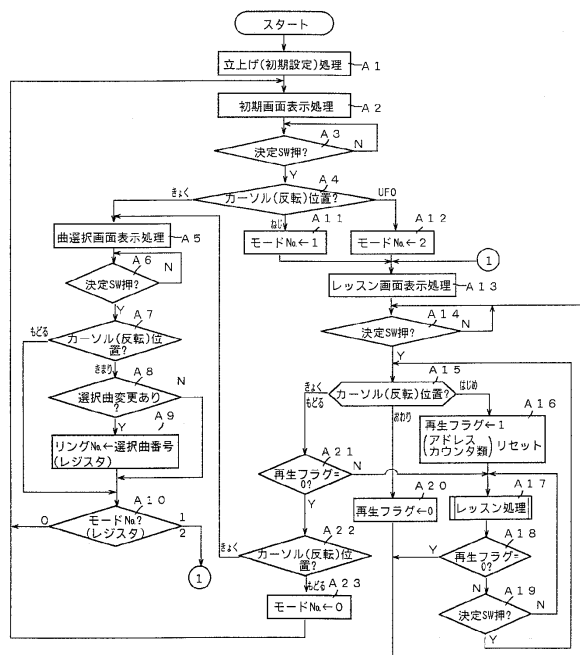 スタート
立上げ(初期設定)処理
A1
初期画面表示処理
A2
A3
決定SW押?
N
Y
A4
カーソル(反転)位置?
きょく
UFO
ねじ
A11
モードNo.←1
A12
モードNo.←2
1
曲選択画面表示処理
A5
A6
決定SW押?
N
Y
A7
カーソル(反転)位
置?
もどる
きまり
A8
選択曲変更あり
?
N
Y
A9
リングNo.←選択曲番号
(レジスタ)
A10
モードNo.?
(レジスタ)
0
1
2
1
レッスン画面表示処理
A13
A14
決定SW押?
N
Y
A15
カーソル(反転)位置?
きょく
もどる
おわり
はじめ
A16
再生フラグ←1
(アドレス
カウンタ類)リセット
A21
再生フラグ=
0?
N
Y
A20
再生フラグ←0
A17
レッスン処理
A18
再生フラグ=
0?
Y
N
A19
決定SW押?
N
Y
A22
カーソル(反転)位
置?
きょく
もどる
A23
モードNo.←0